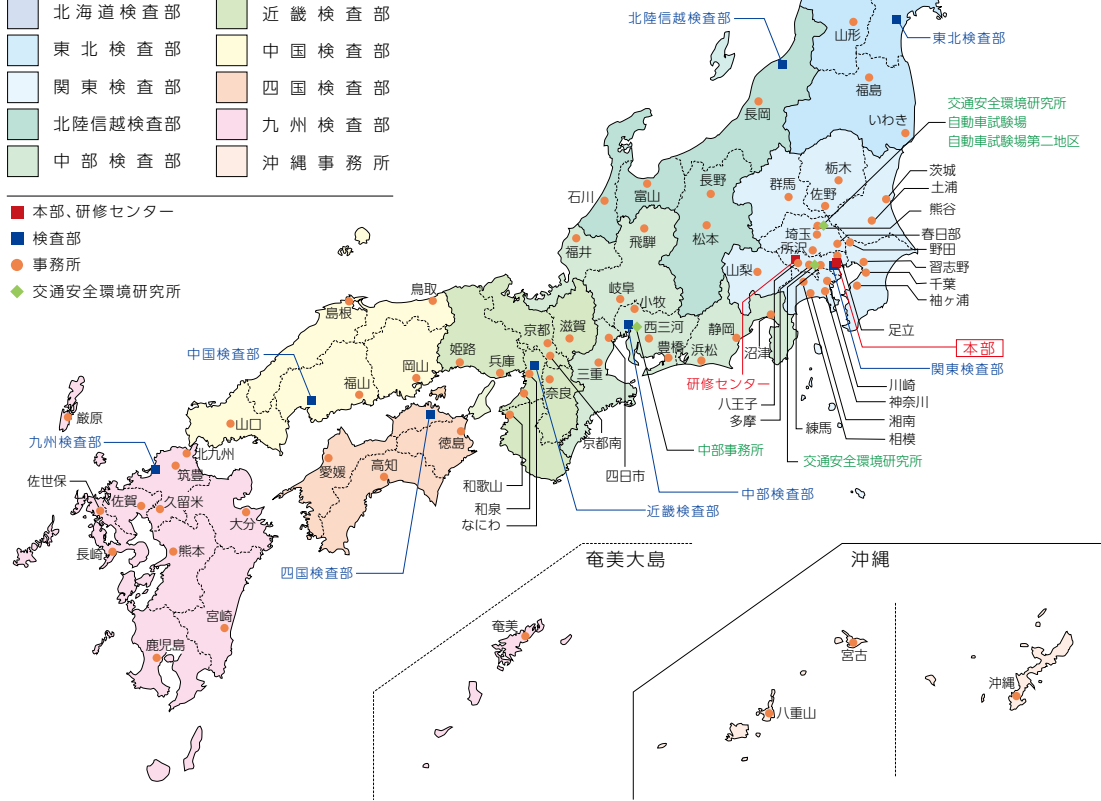 北海道検査部
東北検査部
関東検査部
北陸信越検査部
中部検査部
近畿検査部
中国検査部
四国検査部
九州検査部
沖縄事務所
本部、研修センター
検査部
事務所
交通安全環境研究所
北陸信越検査部
山形
東北検査部
福島
交通安全環境研究所
自動車試験場
自動車試験場第二地区
いわき
長岡
栃木
茨城
群馬
佐野
土浦
石川
富山
長野
熊谷
埼玉
春日部
福井
飛騨
松本
所沢
野田
山梨
習志野
千葉
袖ヶ浦
鳥取
岐阜
小牧
島根
京都
滋賀
西三河
静岡
足立
中国検査部
姫路
兵庫
豊橋
浜松
沼津
本部
岡山
三重
関東検査部
福山
奈良
研修センター
川崎
八王子
神奈川
厳原
山口
多摩
練馬
湘南
九州検査部
徳島
京都南
相模
北九州
中部事務所
愛媛
高知
交通安全環境研究所
筑豊
四日市
佐世保
和歌山
中部検査部
佐賀
久留米
和泉
近畿検査部
大分
なにわ
長崎
熊本
奄美大島
沖縄
四国検査部
宮崎
奄美
鹿児島
宮古
沖縄
八重山